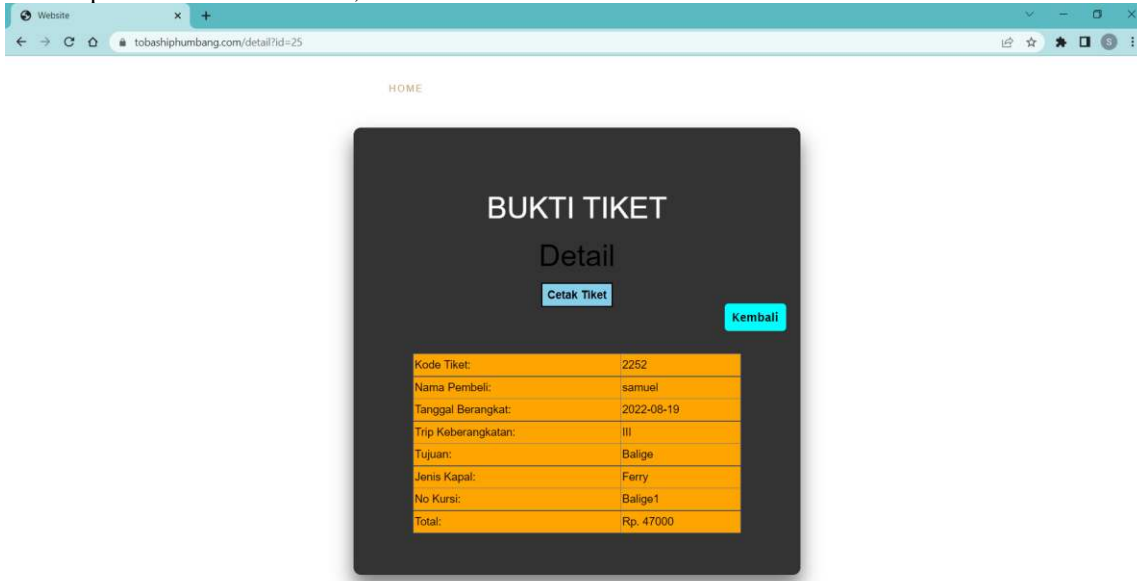 Website
tobashiphumbang.com/detail?id=25
S
HOME
BUKTI TIKET
Detail
Cetak Tiket
Kembali
Kode Tiket: 2252
Nama Pembeli: samuel
Tanggal Berangkat: 2022-08-19
Trip Keberangkatan: III
Tujuan: Balige
Jenis Kapal: Ferry
No Kursi: Balige1
Total: Rp. 47000